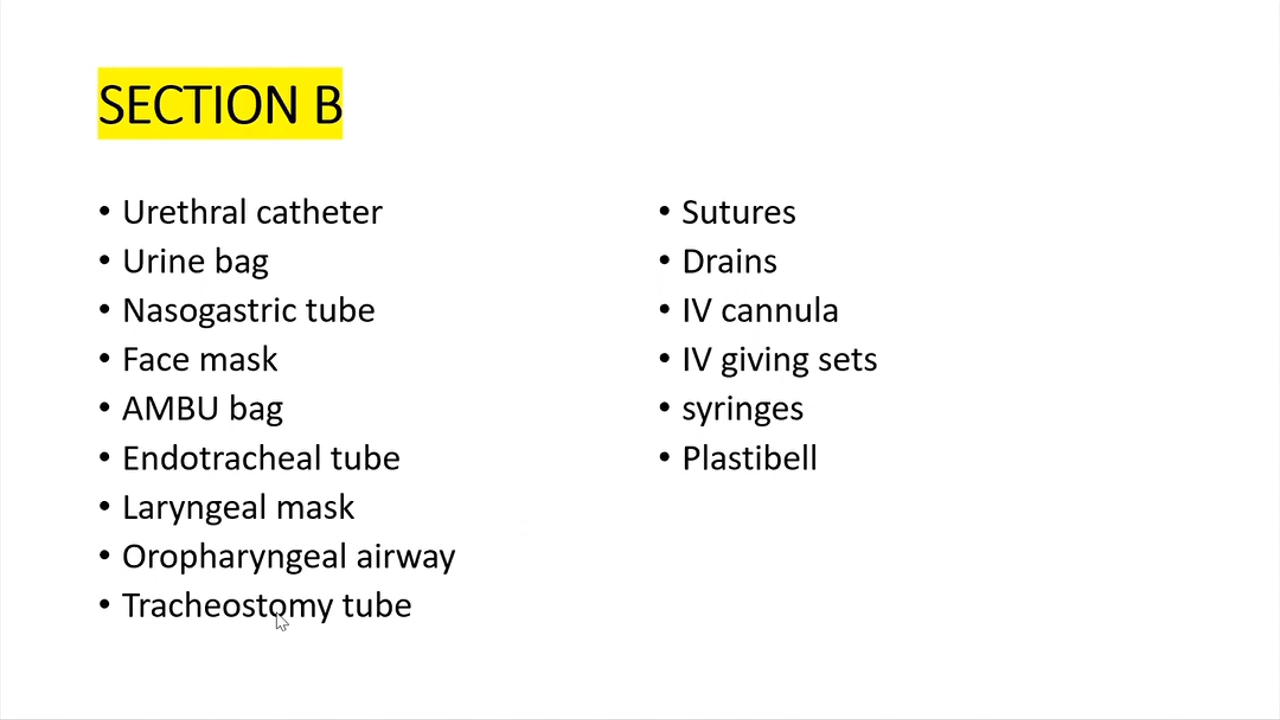 SECTION B
• Urethral catheter
• Urine bag
• Nasogastric tube
• Face mask
• AMBU bag
• Endotracheal tube
• Laryngeal mask
• Oropharyngeal airway
• Tracheostomy tube
• Sutures
• Drains
• IV cannula
• IV giving sets
• syringes
• Plastibell